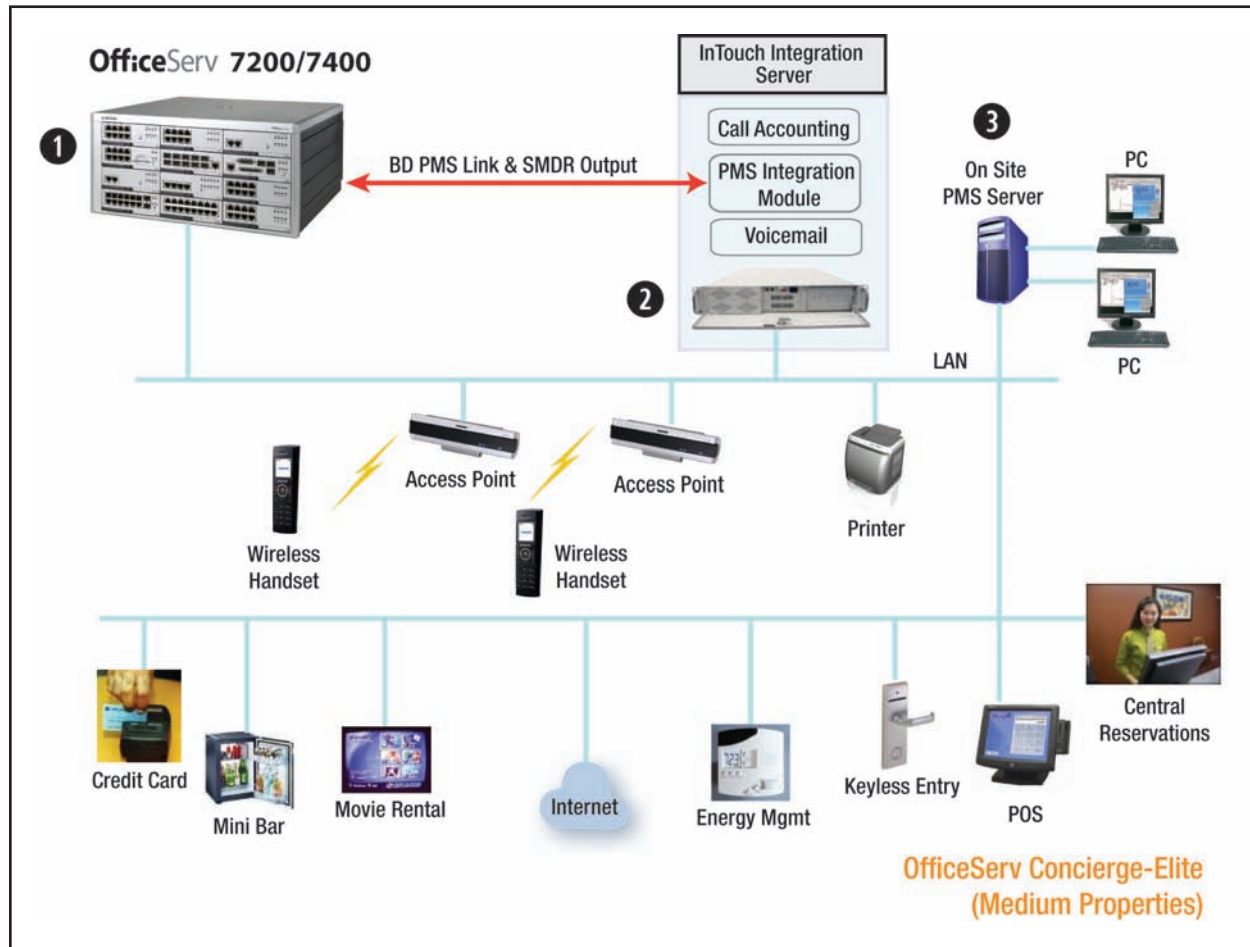 OfficeServ 7200/7400
InTouch Integration
Server
1
Call Accounting
3
BD PMS Link & SMDR Output
PMS Integration
Module
On Site
PMS Server
PC
Voicemail
2
PC
LAN
Access Point
Access Point
Printer
Wireless
Handset
Wireless
Handset
Credit Card
Mini Bar
Movie Rental
Internet
Energy Mgmt
Keyless Entry
POS
Central
Reservations
OfficeServ Concierge-Elite
(Medium Properties)